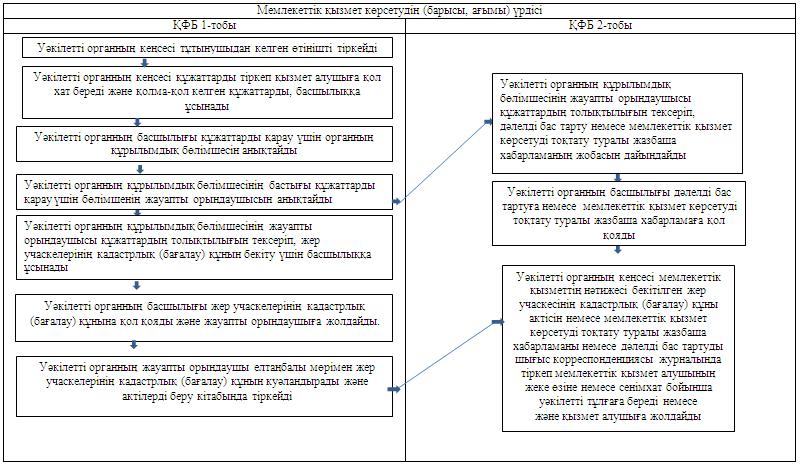 Мемлекеттік қызмет көрсетудің (барысы, ағымы) үрдісі
ҚФБ 1-тобы
ҚФБ 2-тобы
Уәкілетті органның кеңсесі тұтынушыдан келген өтінішті тіркейді
Уәкілетті органның кеңсесі құжаттарды тіркеп қызмет алушыға қол
хат береді және қолма-қол келген құжаттарды, басшылыққа
ұсынады
Уәкілетті органның басшылығы құжаттарды қарау үшін органның
құрылымдық бөлімшесін анықтайды
Уәкілетті органның құрылымдық бөлімшесінің бастығы құжаттарды
қарау үшін бөлімшенің жауапты орындаушысын анықтайды
Уәкілетті органның құрылымдық бөлімшесінің жауапты
орындаушысы құжаттардың толықтылығын тексеріп, жер
учаскелерінің кадастрлық (бағалау) құнын бекіту үшін басшылыққа
ұсынады
Уәкілетті органның басшылығы жер учаскелерінің кадастрлық
(бағалау) құнына қол қояды және жауапты орындаушыға жолдайды.
Уәкілетті органның жауапты орындаушы елтаңбалы мөрімен жер
учаскелерінің кадастрлық (бағалау) құнын куәландырады және
актілерді беру кітабында тіркейді
Уәкілетті органның құрылымдық
бөлімшесінің жауапты орындаушысы
құжаттардың толықтылығын тексеріп,
дәлелді бас тарту немесе мемлекеттік қызмет
көрсетуді тоқтату туралы жазбаша
хабарламаның жобасын дайындайды
Уәкілетті органның басшылығы дәлелді бас
тартуға немесе мемлекеттік қызмет көрсетуді
тоқтату туралы жазбаша хабарламаға қол
қояды
Уәкілетті органның кеңсесі мемлекеттік
қызметтің нәтижесі бекітілген жер
учаскесінің кадастрлық (бағалау) құны
актісін немесе мемлекеттік қызмет
көрсетуді тоқтату туралы жазбаша
хабарламаны немесе дәлелді бас тартуды
шығыс корреспонденциясы журналында
тіркеп мемлекеттік қызмет алушының
жеке өзіне немесе сенімхат бойынша
уәкілетті тұлғаға береді немесе
және қызмет алушыға жолдайды